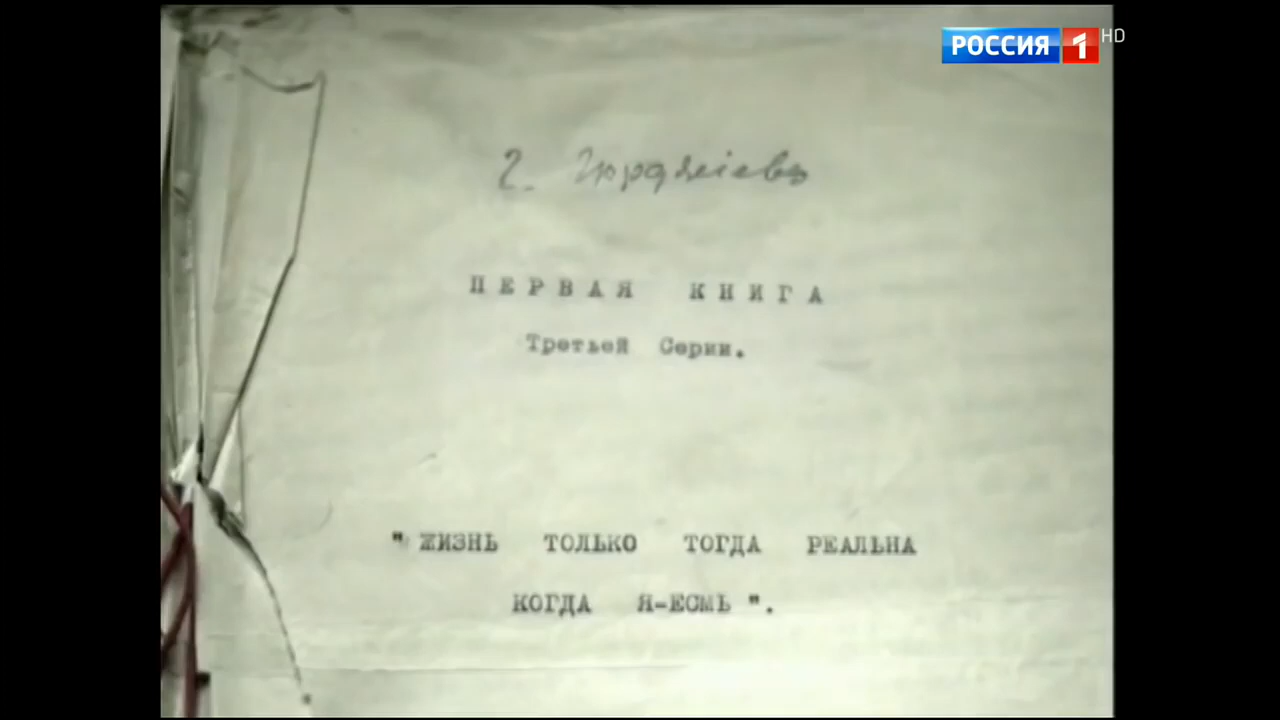 РОССИЯ 1 HD
Г. Гюрджіевъ
ПЕРВАЯ КНИГА
Третьей Серии.
"ЖИЗНЬ ТОЛЬКО ТОГДА РЕАЛЬНА
КОГДА Я-ЕСМЬ".